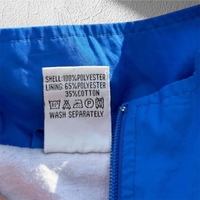 SHELL:100%POLYESTER
LINING:65%POLYESTER
35%COTTON
WASH SEPARATELY